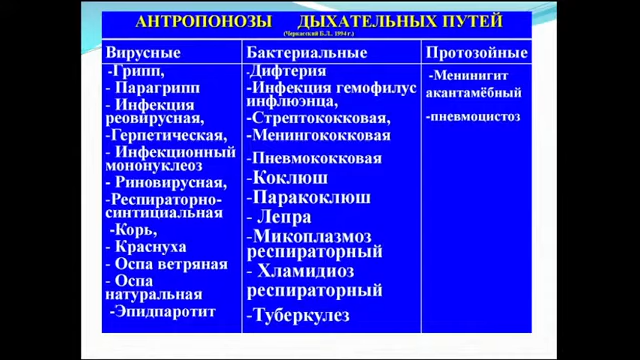 АНТРОПОНОЗЫ ДЫХАТЕЛЬНЫХ ПУТЕЙ
(Черкасский Б.Л.. 1994 г.)
Вирусные
-Грипп,
- Парагрипп
- Инфекция
реовирусная,
-Герпетическая,
- Инфекционный
мононуклеоз
- Риновирусная,
-Респираторно-
синтициальная
-Корь,
- Краснуха
- Оспа ветряная
- Оспа
натуральная
-Эпидпаротит
Бактериальные
-Дифтерия
-Инфекция гемофилус
инфлюэнца,
-Стрептококковая,
-Менингококковая
-Пневмококковая
-Коклюш
-Паракоклюш
- Лепра
-Микоплазмоз
респираторный
- Хламидиоз
респираторный
-Туберкулез
Протозойные
-Менинигит
акантамёбный
-пневмоцистоз